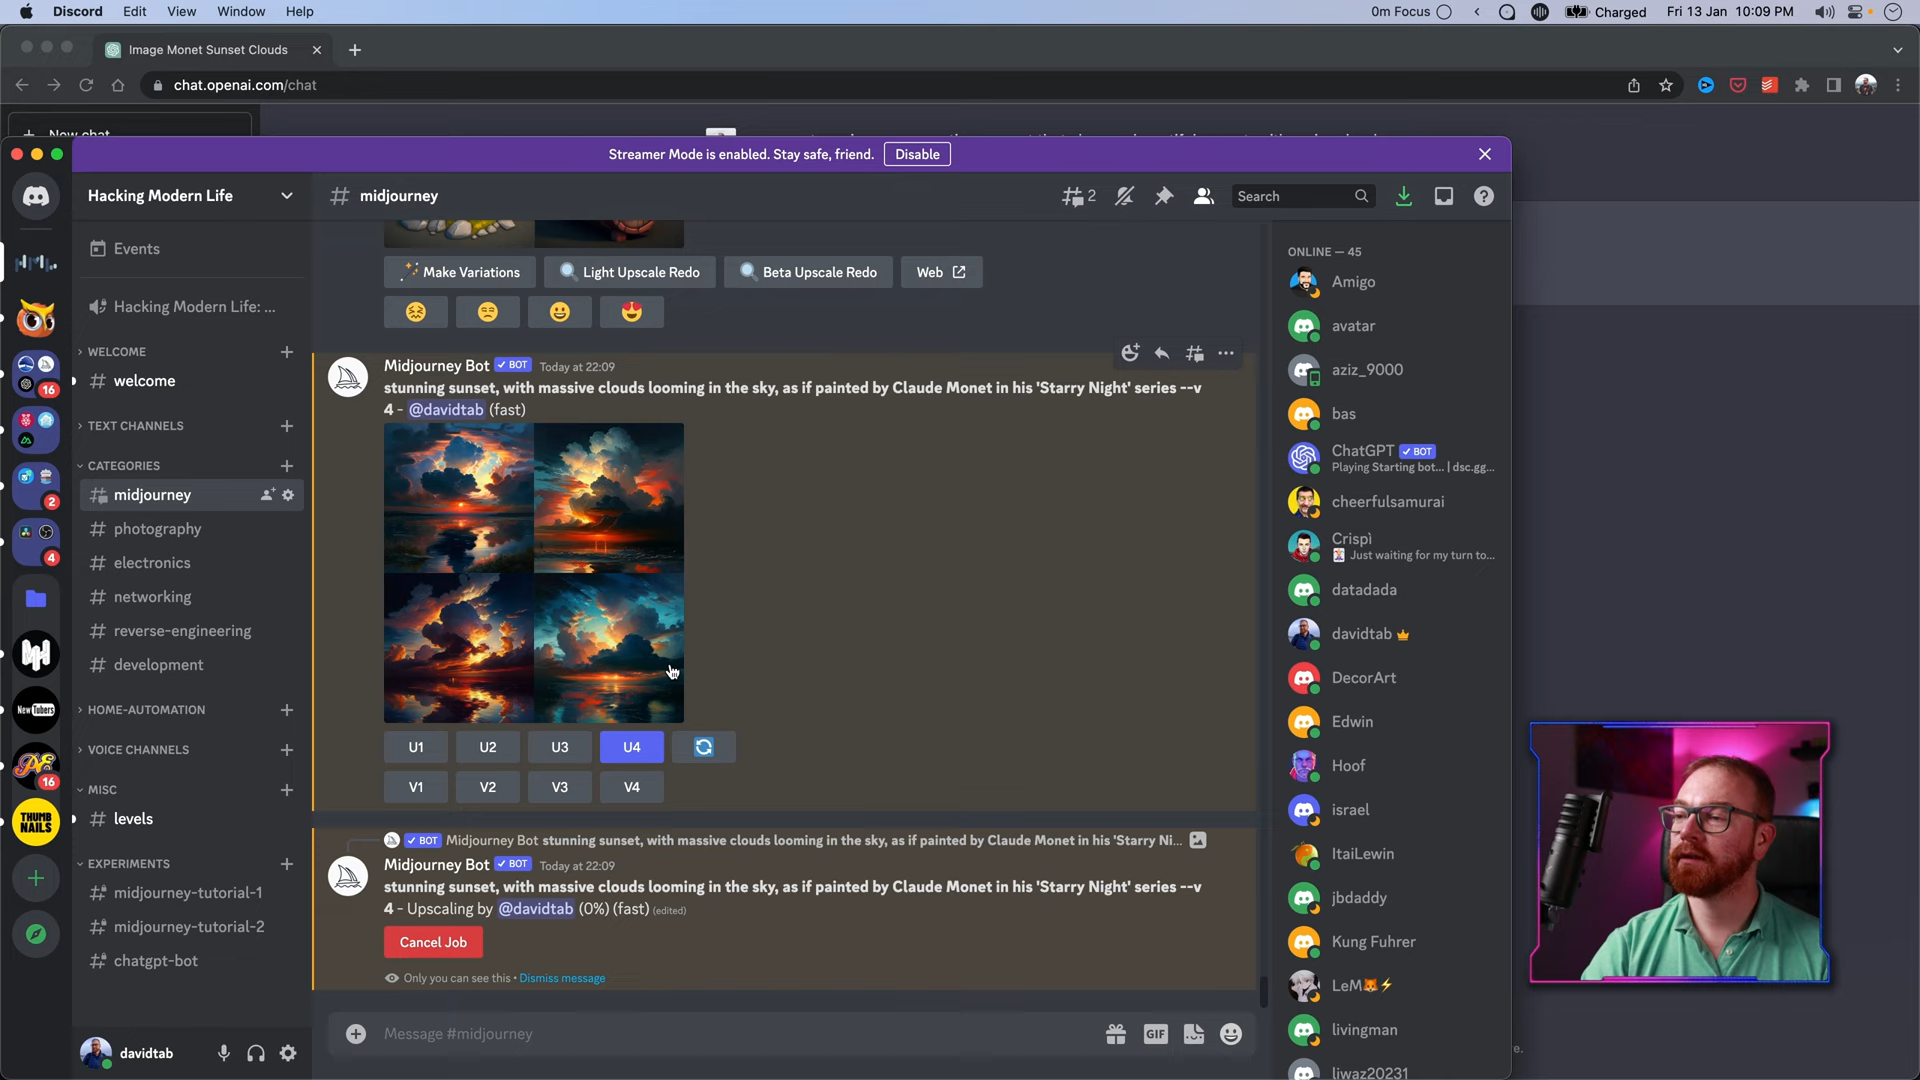 Discord Edit View Window Help
0m Focus Charged Fri 13 Jan 10:09 PM
Image Monet Sunset Clouds
chat.openai.com/chat
New chat
Streamer Mode is enabled. Stay safe, friend. Disable
Hacking Modern Life
# midjourney
2
Search
Events
Hacking Modern Life: ...
WELCOME
welcome
TEXT CHANNELS
CATEGORIES
midjourney
photography
electronics
networking
reverse-engineering
development
HOME-AUTOMATION
VOICE CHANNELS
MISC
levels
EXPERIMENTS
midjourney-tutorial-1
midjourney-tutorial-2
chatgpt-bot
davidtab
16
2
4
New Tubers
16
THUMB
NAILS
Make Variations Light Upscale Redo Beta Upscale Redo Web
Midjourney Bot BOT Today at 22:09
stunning sunset, with massive clouds looming in the sky, as if painted by Claude Monet in his 'Starry Night' series --v
4 - @davidtab (fast)
U1 U2 U3 U4
V1 V2 V3 V4
BOT Midjourney Bot stunning sunset, with massive clouds looming in the sky, as if painted by Claude Monet in his 'Starry Ni...
Midjourney Bot BOT Today at 22:09
stunning sunset, with massive clouds looming in the sky, as if painted by Claude Monet in his 'Starry Night' series --v
4 - Upscaling by @davidtab (0%) (fast) (edited)
Cancel Job
Only you can see this • Dismiss message
Message #midjourney
GIF
ONLINE — 45
Amigo
avatar
aziz_9000
bas
ChatGPT BOT
Playing Starting bot... | dsc.gg...
cheerfulsamurai
Crispì
Just waiting for my turn to...
datadada
davidtab
DecorArt
Edwin
Hoof
israel
ItaiLewin
jbdaddy
Kung Fuhrer
LeM
livingman
liwaz20231